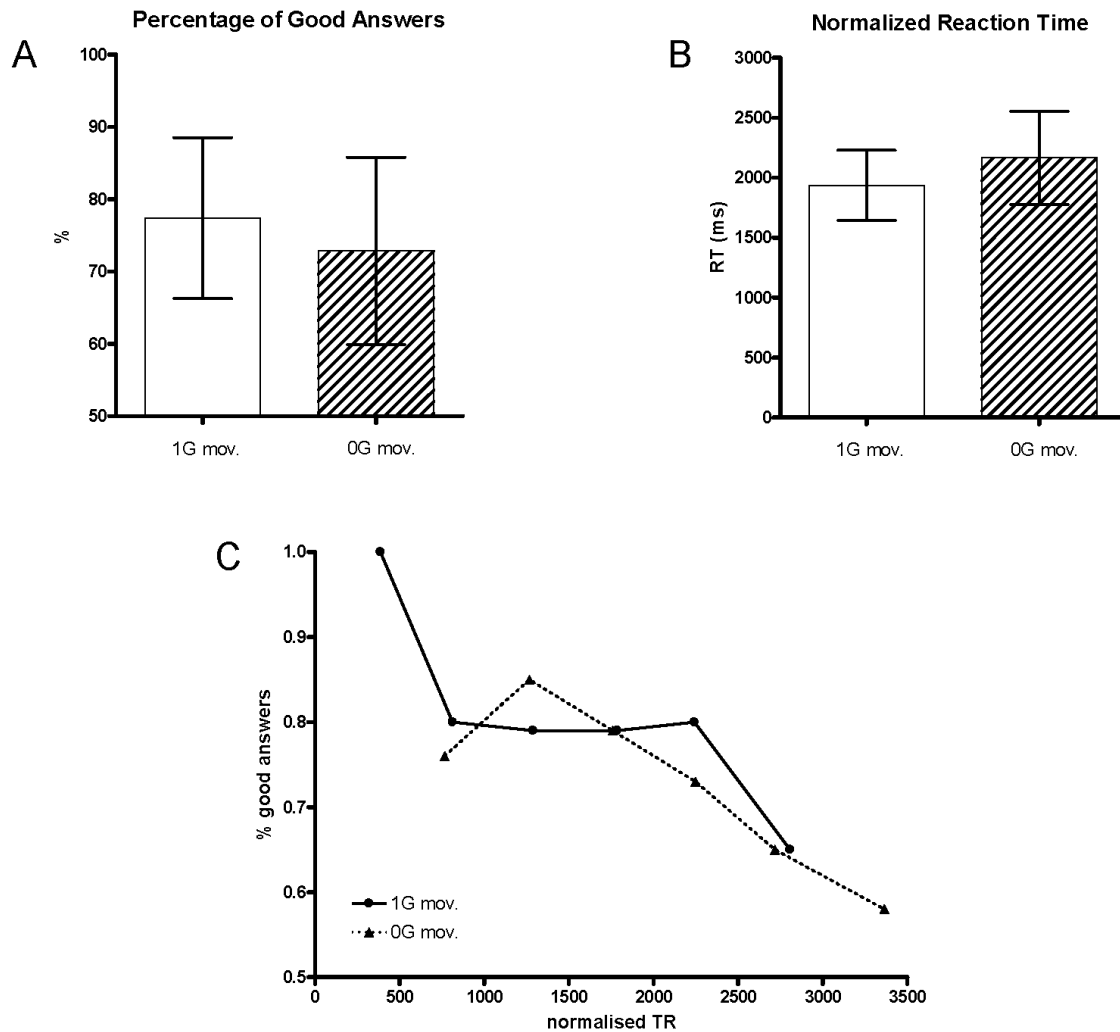 Percentage of Good Answers
A
100
90
80
70
60
50
%
1G mov.
0G mov.
Normalized Reaction Time
B
3000
2500
2000
1500
1000
500
0
RT (ms)
1G mov.
0G mov.
C
1.0
0.9
0.8
0.7
0.6
0.5
% good answers
1G mov.
0G mov.
0
500
1000
1500
2000
2500
3000
3500
normalised TR